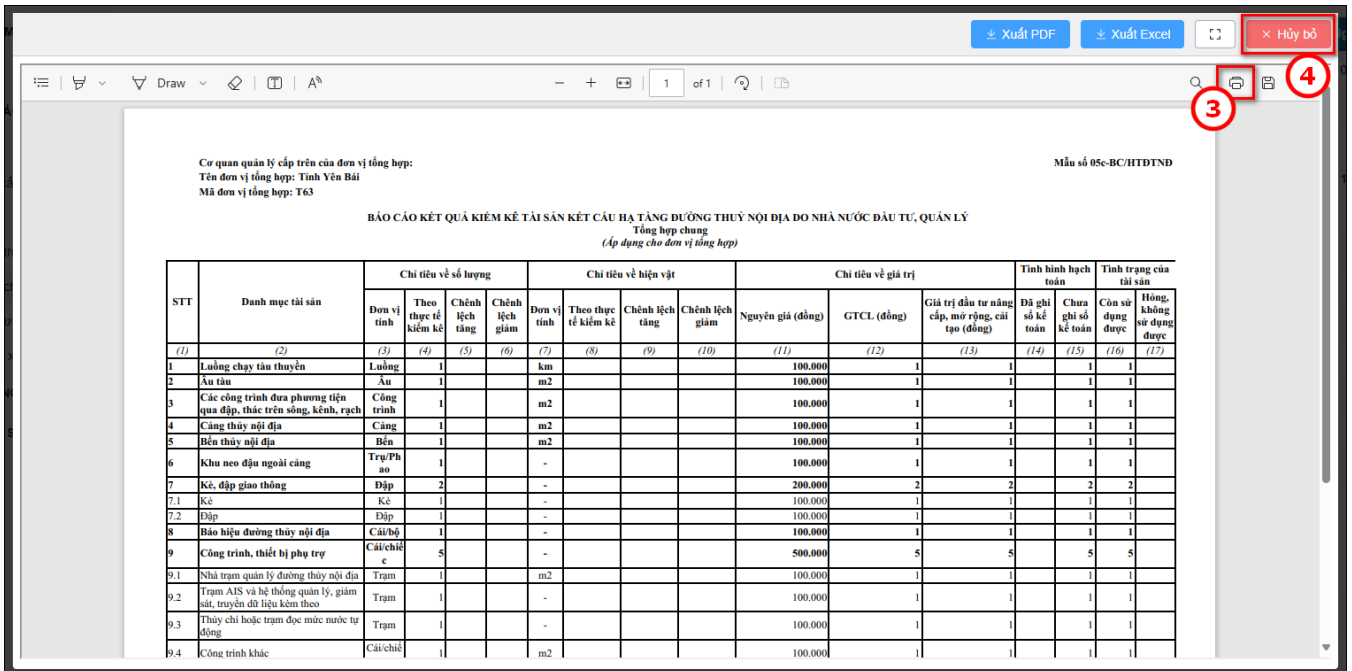 Xuất PDF
Xuất Excel
Hủy bỏ
4
Draw
1
of 1
3
Cơ quan quản lý cấp trên của đơn vị tổng hợp:
Mẫu số 05c-BC/HTĐTNĐ
Tên đơn vị tổng hợp: Tỉnh Yên Bái
Mã đơn vị tổng hợp: T63
BÁO CÁO KẾT QUẢ KIỂM KÊ TÀI SẢN KẾT CẤU HẠ TẦNG ĐƯỜNG THUỶ NỘI ĐỊA DO NHÀ NƯỚC ĐẦU TƯ, QUẢN LÝ
Tổng hợp chung
(Áp dụng cho đơn vị tổng hợp)
STT Danh mục tài sản Chỉ tiêu về số lượng Chỉ tiêu về hiện vật Chỉ tiêu về giá trị Tình hình hạch toán Tình trạng của tài sản
Đơn vị tính Theo thực tế kiểm kê Chênh lệch tăng Chênh lệch giảm Đơn vị tính Theo thực tế kiểm kê Chênh lệch tăng Chênh lệch giảm Nguyên giá (đồng) GTCL (đồng) Giá trị đầu tư nâng cấp, mở rộng, cải tạo (đồng) Đã ghi sổ kế toán Chưa ghi sổ kế toán Còn sử dụng được Hỏng, không sử dụng được
(1) (2) (3) (4) (5) (6) (7) (8) (9) (10) (11) (12) (13) (14) (15) (16) (17)
1 Luồng chạy tàu thuyền Luồng 1 km 100.000 1 1 1 1
2 Âu tàu Âu 1 m2 100.000 1 1 1 1
3 Các công trình đưa phương tiện qua đập, thác trên sông, kênh, rạch Công trình 1 m2 100.000 1 1 1 1
4 Cảng thủy nội địa Cảng 1 m2 100.000 1 1 1 1
5 Bến thủy nội địa Bến 1 m2 100.000 1 1 1 1
6 Khu neo đậu ngoài cảng Trụ/Phao 1 - 100.000 1 1 1 1
7 Kè, đập giao thông Đập 2 - 200.000 2 2 2 2
7.1 Kè Kè 1 - 100.000 1 1 1 1
7.2 Đập Đập 1 - 100.000 1 1 1 1
8 Báo hiệu đường thủy nội địa Cái/bộ 1 - 100.000 1 1 1 1
9 Công trình, thiết bị phụ trợ Cái/chiếc 5 - 500.000 5 5 5 5
9.1 Nhà trạm quản lý đường thủy nội địa Trạm 1 m2 100.000 1 1 1 1
9.2 Trạm AIS và hệ thống quản lý, giám sát, truyền dữ liệu kèm theo Trạm 1 - 100.000 1 1 1 1
9.3 Thủy chí hoặc trạm đọc mức nước tự động Trạm 1 - 100.000 1 1 1 1
9.4 Công trình khác Cái/chiế 1 m2 100.000 1 1 1 1